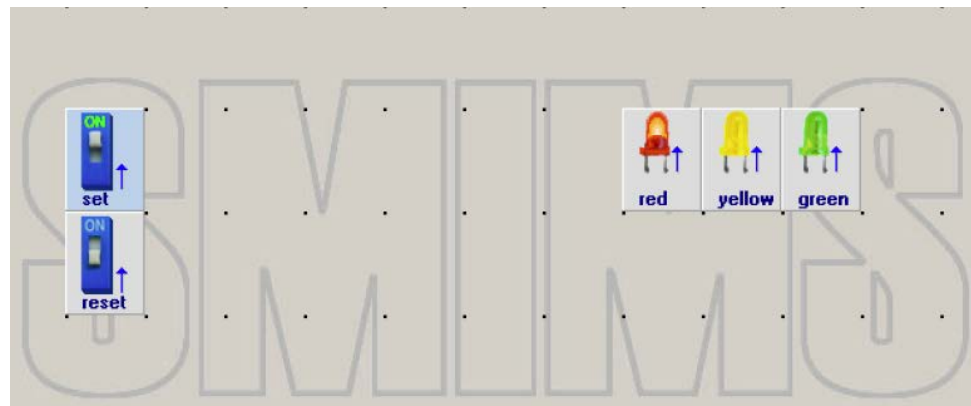 SMIMS
ON
set
ON
reset
red
yellow
green